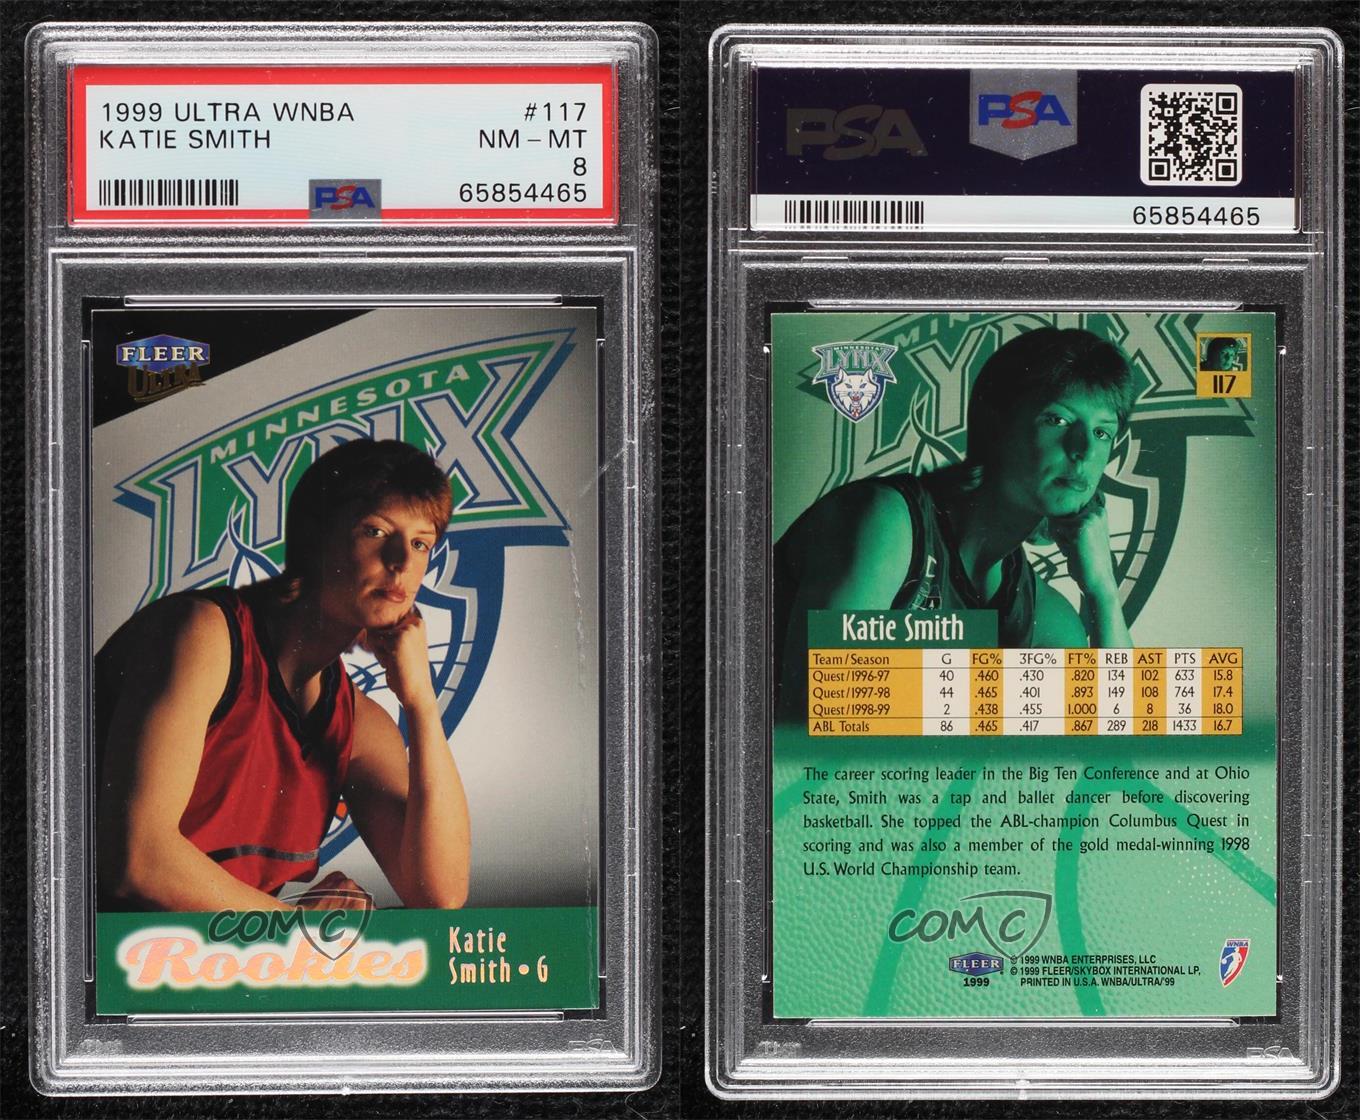 1999 ULTRA WNBA #117
KATIE SMITH NM - MT
8
PSA 65854465
FLEER
ULTRA
MINNESOTA
LYNX
COMC
Rookies
Katie
Smith • G
PSA
PSA PSA
65854465
MINNESOTA
LYNX
MINNESOTA
LYNX
117
Katie Smith
Team/Season G FG% 3FG% FT% REB AST PTS AVG
Quest/1996-97 40 .460 .430 .820 134 102 633 15.8
Quest/1997-98 44 .465 .401 .893 149 108 764 17.4
Quest/1998-99 2 .438 .455 1.000 6 8 36 18.0
ABL Totals 86 .465 .417 .867 289 218 1433 16.7
The career scoring leader in the Big Ten Conference and at Ohio
State, Smith was a tap and ballet dancer before discovering
basketball. She topped the ABL-champion Columbus Quest in
scoring and was also a member of the gold medal-winning 1998
U.S. World Championship team.
COMC
FLEER
1999
© 1999 WNBA ENTERPRISES, LLC
© 1999 FLEER/SKYBOX INTERNATIONAL LP,
PRINTED IN U.S.A. WNBA/ULTRA/'99
WNBA
PSA